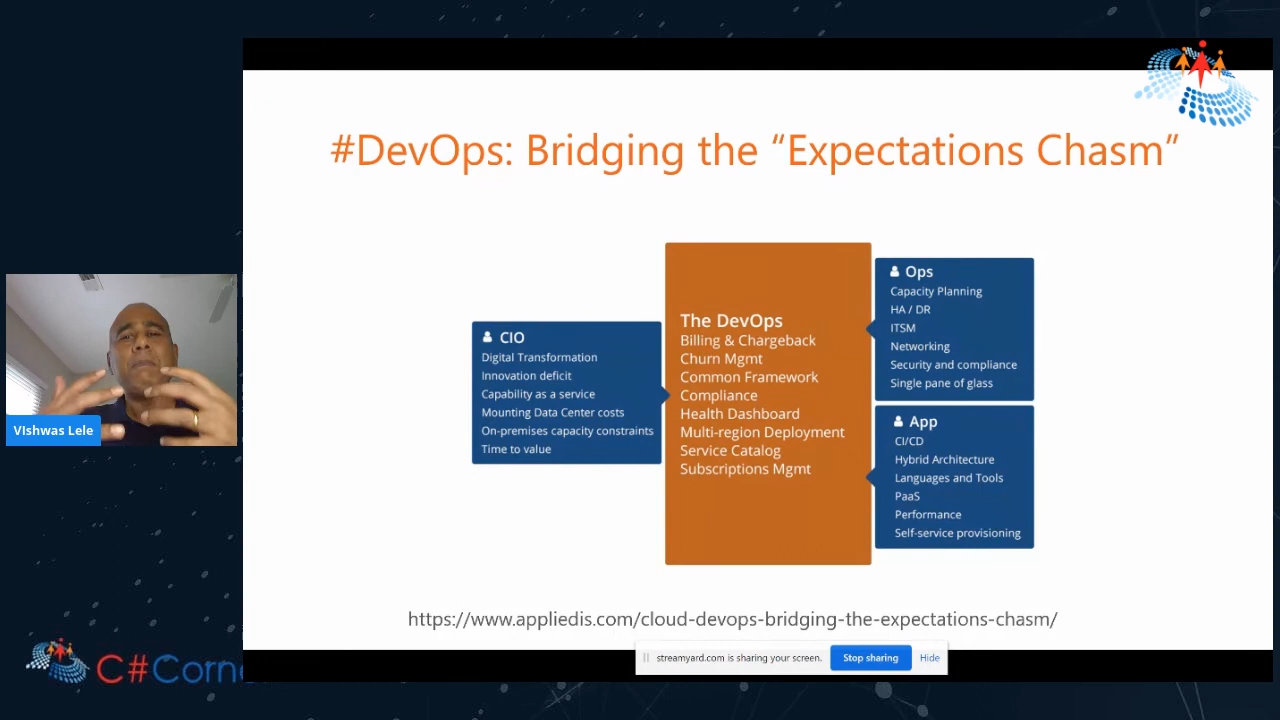 #DevOps: Bridging the “Expectations Chasm”
CIO
Digital Transformation
Innovation deficit
Capability as a service
Mounting Data Center costs
On-premises capacity constraints
Time to value
The DevOps
Billing & Chargeback
Churn Mgmt
Common Framework
Compliance
Health Dashboard
Multi-region Deployment
Service Catalog
Subscriptions Mgmt
Ops
Capacity Planning
HA / DR
ITSM
Networking
Security and compliance
Single pane of glass
App
CI/CD
Hybrid Architecture
Languages and Tools
PaaS
Performance
Self-service provisioning
VIshwas Lele
https://www.appliedis.com/cloud-devops-bridging-the-expectations-chasm/
streamyard.com is sharing your screen. Stop sharing Hide
C#Corne